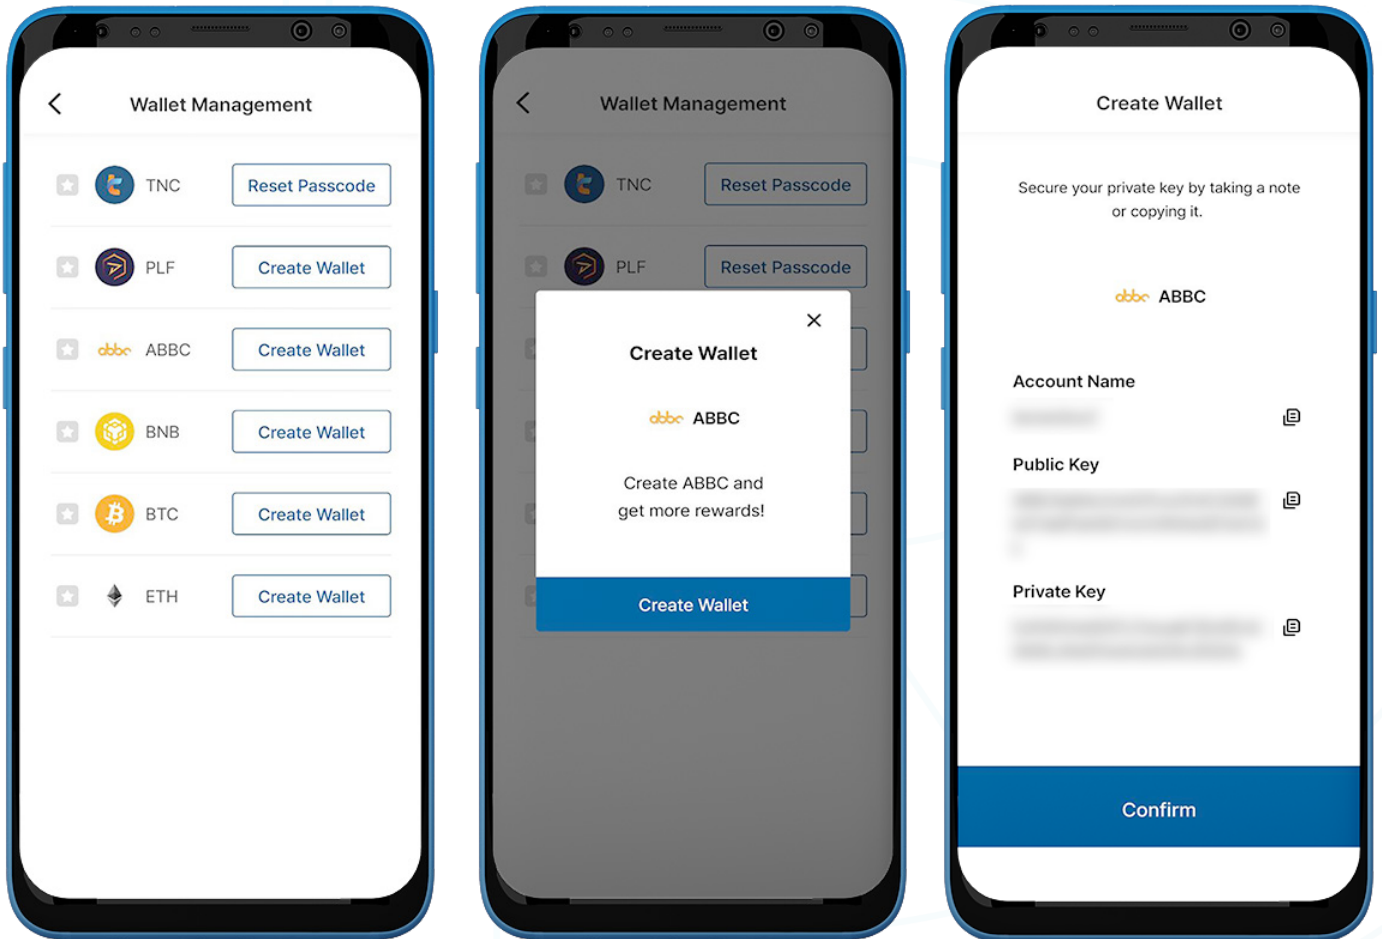 Wallet Management
TNC Reset Passcode
PLF Create Wallet
abbc ABBC Create Wallet
BNB Create Wallet
BTC Create Wallet
ETH Create Wallet
Wallet Management
TNC Reset Passcode
PLF Reset Passcode
Create Wallet
abbc ABBC
Create ABBC and
get more rewards!
Create Wallet
Create Wallet
Secure your private key by taking a note
or copying it.
abbc ABBC
Account Name
Public Key
Private Key
Confirm